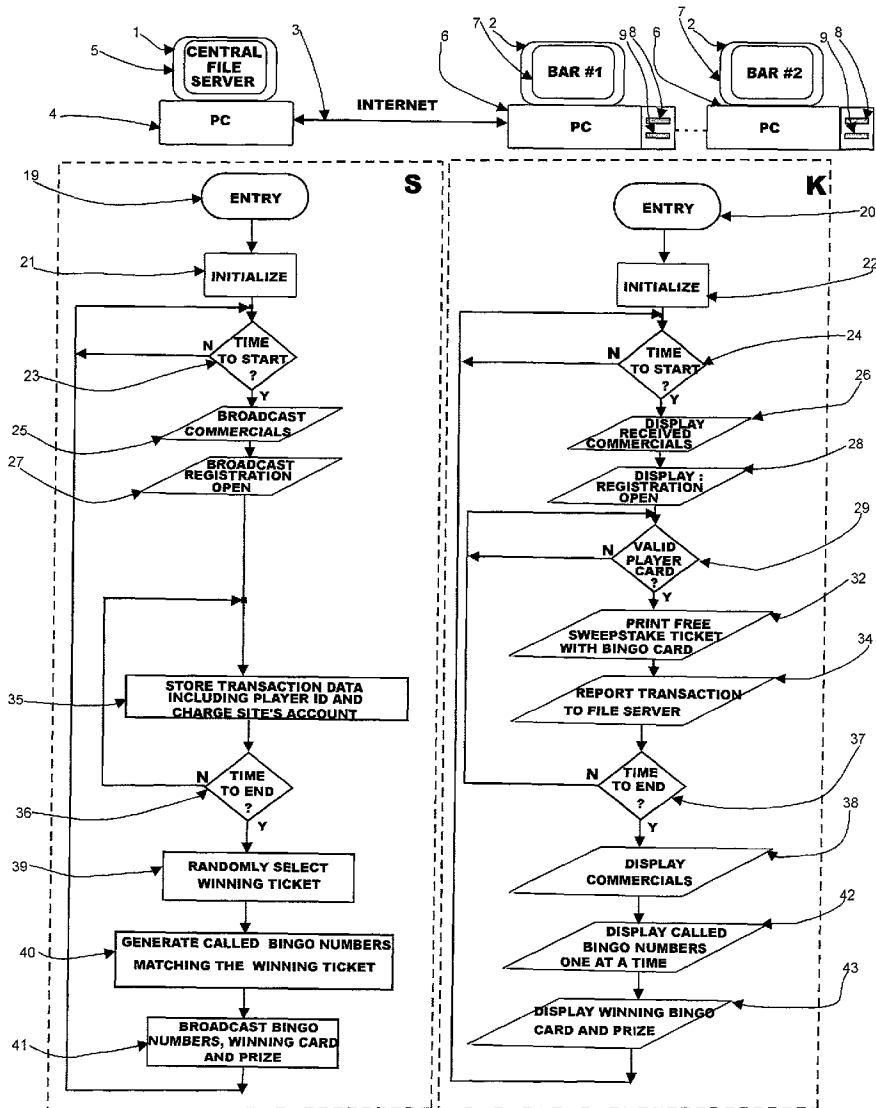 1
5
4
CENTRAL
FILE
SERVER
PC
3
INTERNET
6
7
2
BAR #1
PC
9
8
6
7
2
BAR #2
PC
9
8
S
19
ENTRY
21
INITIALIZE
N
TIME
TO START
?
Y
23
BROADCAST
COMMERCIALS
25
BROADCAST
REGISTRATION
OPEN
27
STORE TRANSACTION DATA
INCLUDING PLAYER ID AND
CHARGE SITE'S ACCOUNT
35
N
TIME
TO END
?
Y
36
RANDOMLY SELECT
WINNING TICKET
39
GENERATE CALLED BINGO NUMBERS
MATCHING THE WINNING TICKET
40
BROADCAST BINGO
NUMBERS, WINNING CARD
AND PRIZE
41
K
ENTRY
20
INITIALIZE
22
N
TIME
TO START
?
Y
24
DISPLAY
RECEIVED
COMMERCIALS
26
DISPLAY :
REGISTRATION
OPEN
28
N
VALID
PLAYER
CARD
?
Y
29
PRINT FREE
SWEEPSTAKE TICKET
WITH BINGO CARD
32
REPORT TRANSACTION
TO FILE SERVER
34
N
TIME
TO END
?
Y
37
DISPLAY
COMMERCIALS
38
DISPLAY CALLED
BINGO NUMBERS
ONE AT A TIME
42
DISPLAY WINNING BINGO
CARD AND PRIZE
43